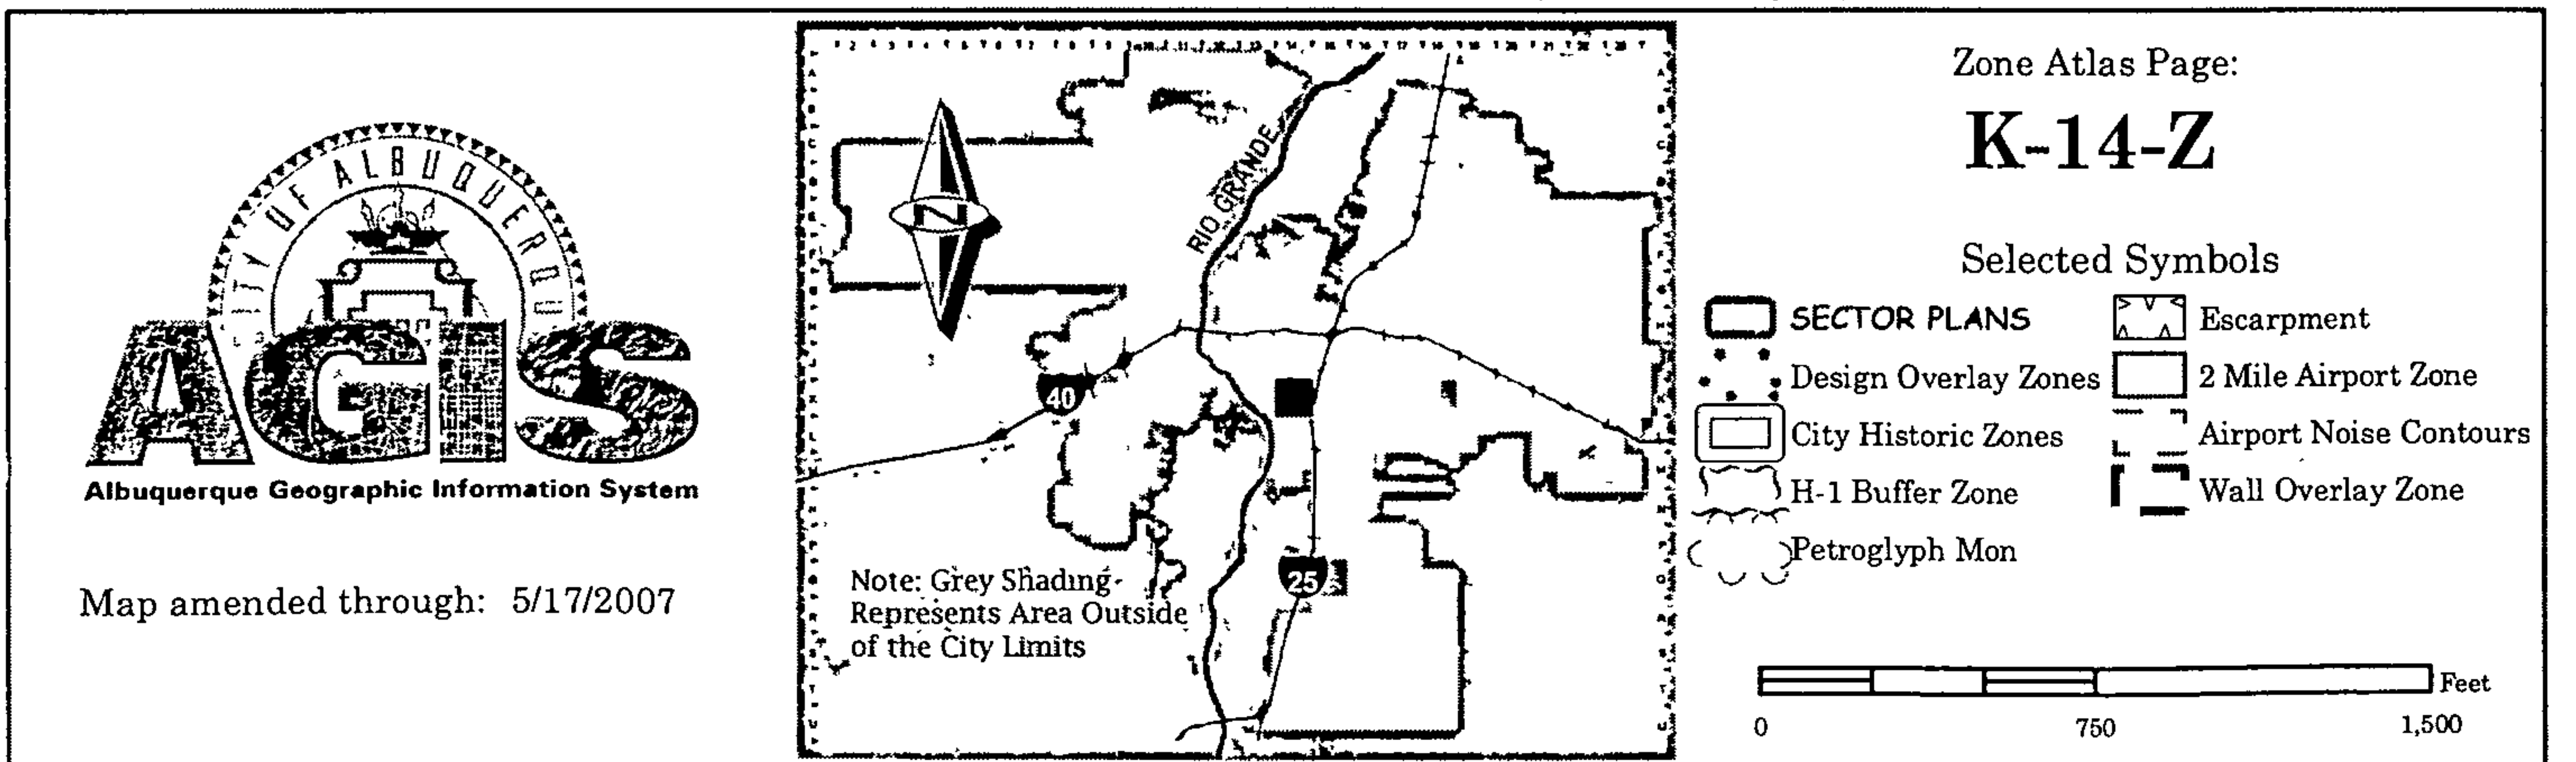 CITY OF ALBUQUERQUE
AGIS
Albuquerque Geographic Information System
Map amended through: 5/17/2007
N
RIO GRANDE
40
25
Note: Grey Shading
Represents Area Outside
of the City Limits
Zone Atlas Page:
K-14-Z
Selected Symbols
SECTOR PLANS
Design Overlay Zones
City Historic Zones
H-1 Buffer Zone
Petroglyph Mon
Escarpment
2 Mile Airport Zone
Airport Noise Contours
Wall Overlay Zone
Feet
0 750 1,500